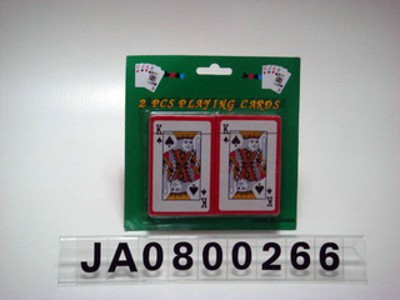 2 PCS PLAYING CARDS
K K
K K
JA0800266